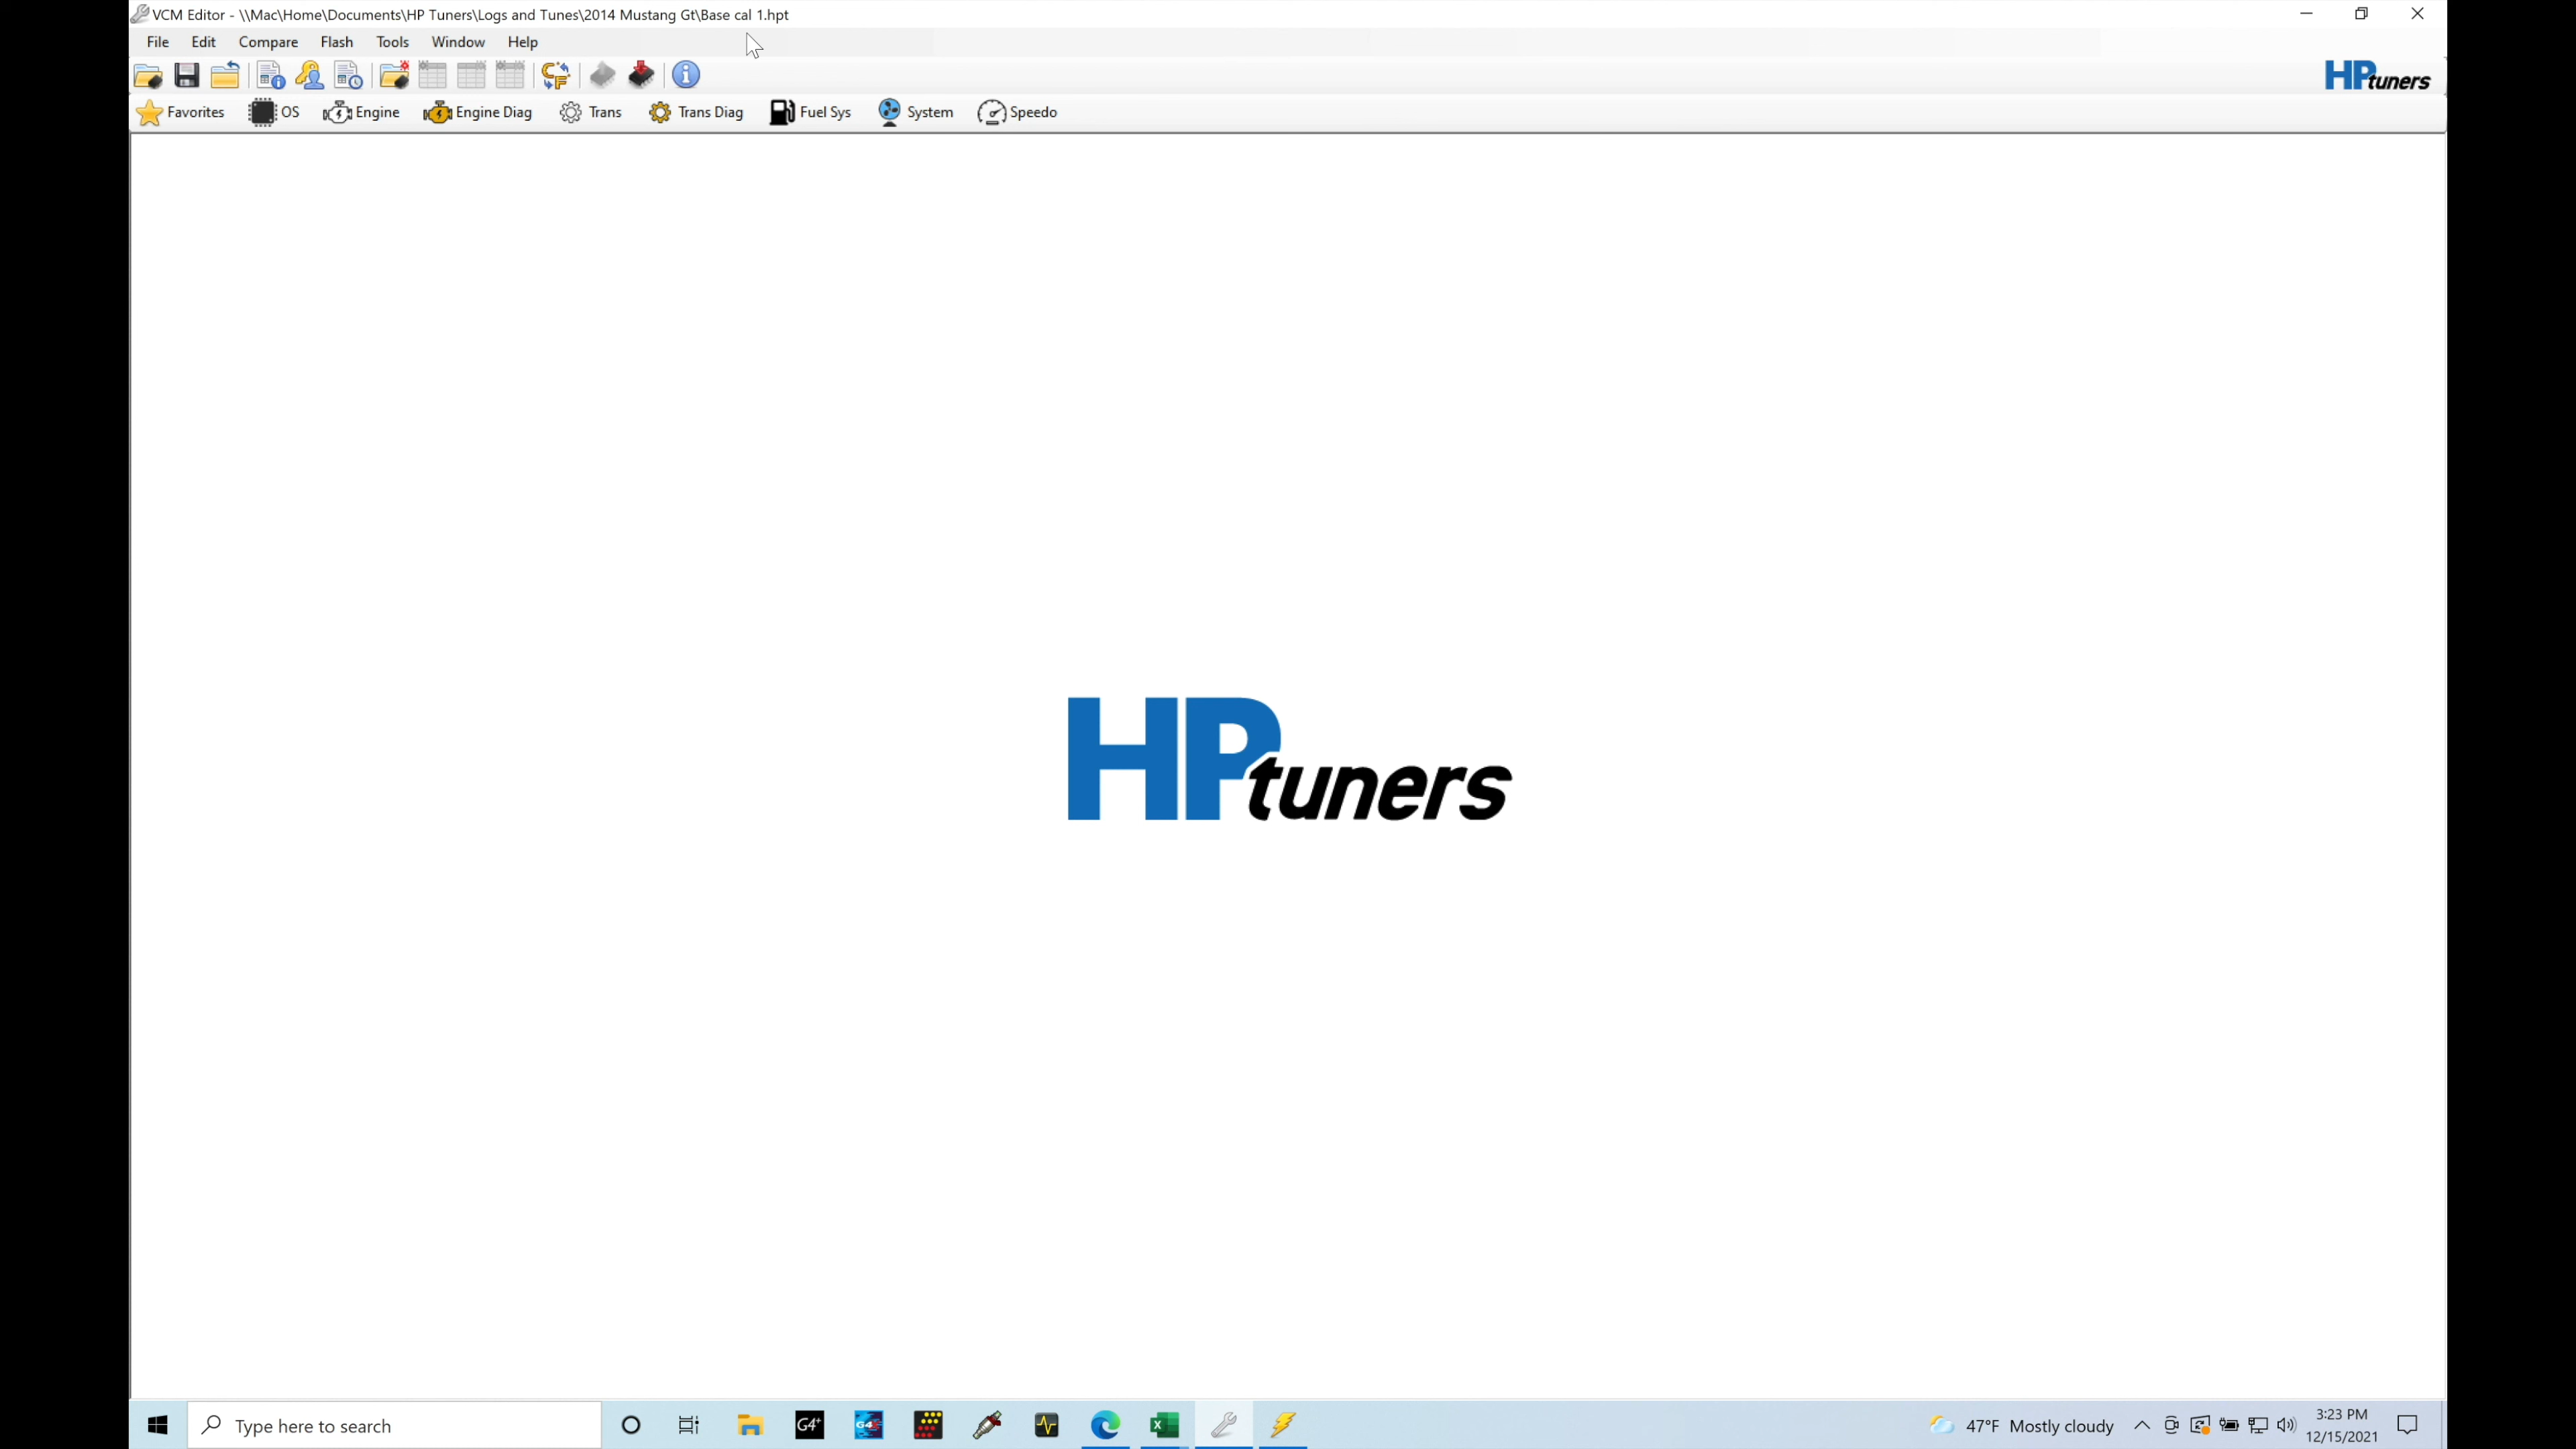 VCM Editor - \\Mac\Home\Documents\HP Tuners\Logs and Tunes\2014 Mustang Gt\Base cal 1.hpt
File Edit Compare Flash Tools Window Help
HPtuners
Favorites OS Engine Engine Diag Trans Trans Diag Fuel Sys System Speedo
HPtuners
Type here to search
G4+
G4X
X
47°F Mostly cloudy
3:23 PM
12/15/2021